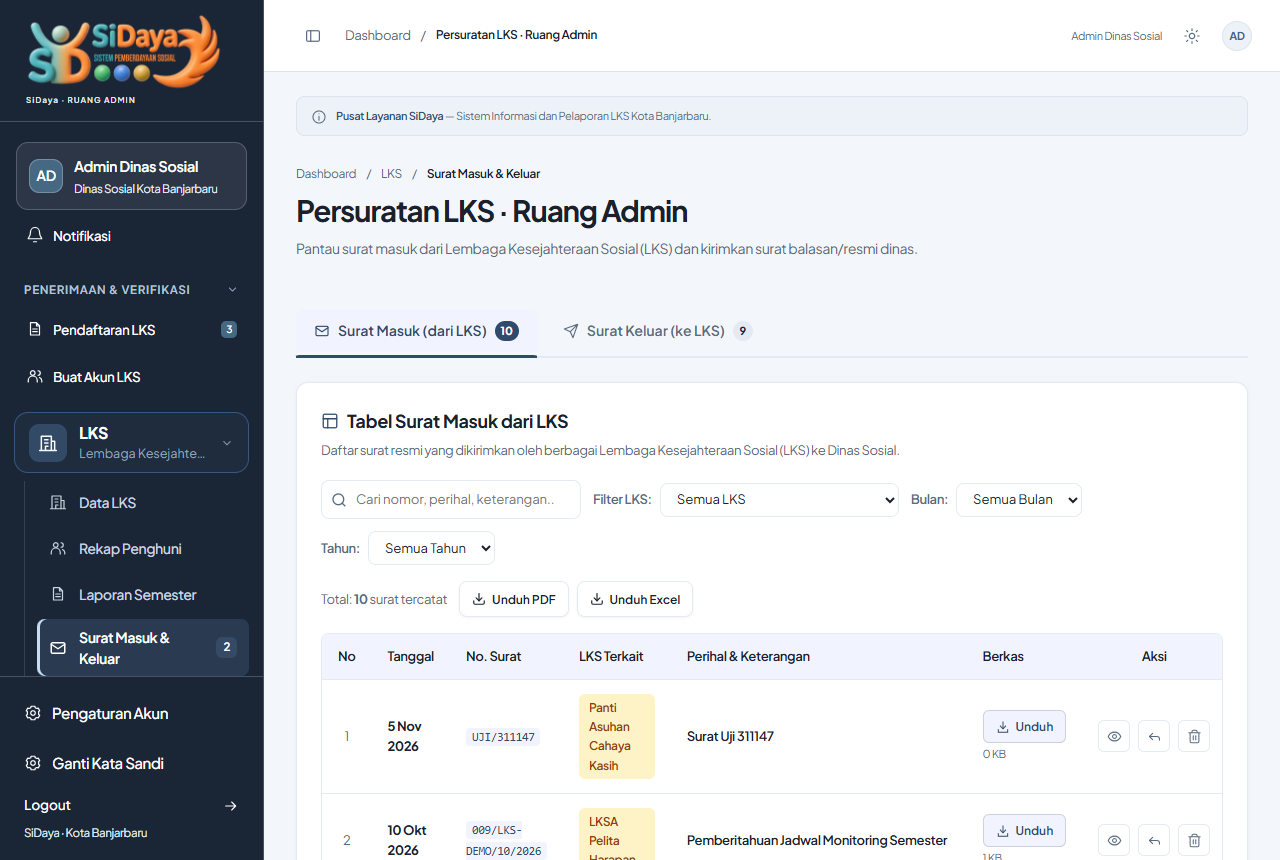 SiDaya
SISTEM PEMBERDAYAAN SOSIAL
SiDaya · RUANG ADMIN
AD
Admin Dinas Sosial
Dinas Sosial Kota Banjarbaru
Notifikasi
PENERIMAAN & VERIFIKASI
Pendaftaran LKS 3
Buat Akun LKS
LKS
Lembaga Kesejahte...
Data LKS
Rekap Penghuni
Laporan Semester
Surat Masuk &
Keluar
2
Pengaturan Akun
Ganti Kata Sandi
Logout
SiDaya · Kota Banjarbaru
Dashboard / Persuratan LKS · Ruang Admin
Admin Dinas Sosial AD
Pusat Layanan SiDaya — Sistem Informasi dan Pelaporan LKS Kota Banjarbaru.
Dashboard / LKS / Surat Masuk & Keluar
Persuratan LKS · Ruang Admin
Pantau surat masuk dari Lembaga Kesejahteraan Sosial (LKS) dan kirimkan surat balasan/resmi dinas.
Surat Masuk (dari LKS) 10 Surat Keluar (ke LKS) 9
Tabel Surat Masuk dari LKS
Daftar surat resmi yang dikirimkan oleh berbagai Lembaga Kesejahteraan Sosial (LKS) ke Dinas Sosial.
Cari nomor, perihal, keterangan.. Filter LKS: Semua LKS Bulan: Semua Bulan
Tahun: Semua Tahun
Total: 10 surat tercatat Unduh PDF Unduh Excel
No Tanggal No. Surat LKS Terkait Perihal & Keterangan Berkas Aksi
1
5 Nov
2026
UJI/311147
Panti
Asuhan
Cahaya
Kasih
Surat Uji 311147
Unduh
0 KB
2
10 Okt
2026
009/LKS-
DEMO/10/2026
LKSA
Pelita
Harapan
Pemberitahuan Jadwal Monitoring Semester
Unduh
1 KB